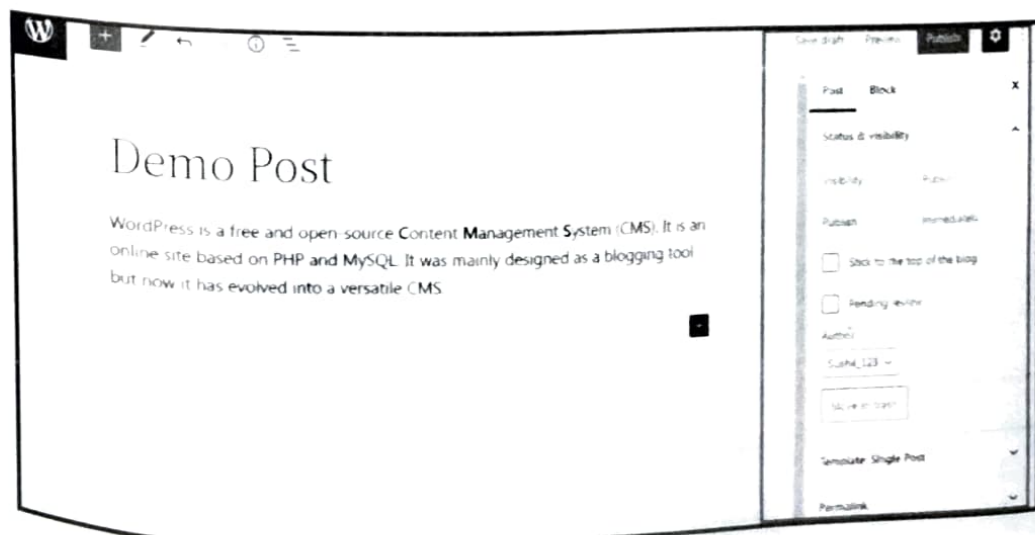 Save draft Preview Publish
Demo Post
WordPress is a free and open source Content Management System (CMS). It is an
online site based on PHP and MySQL. It was mainly designed as a blogging tool
but now it has evolved into a versatile CMS.
Post Block X
Status & visibility
Visibility Public
Publish Immediately
Stick to the top of the blog
Pending review
Author
Move to trash
Template: Single Post
Permalink